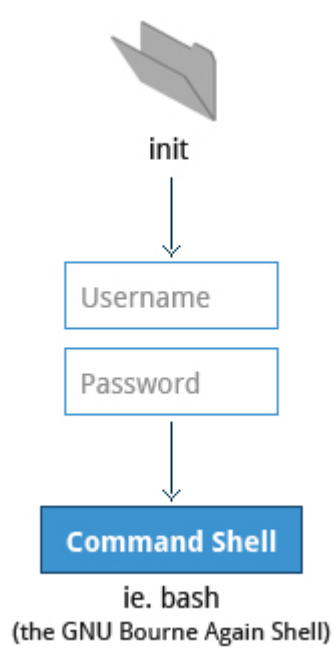 init
Username
Password
Command Shell
ie. bash
(the GNU Bourne Again Shell)